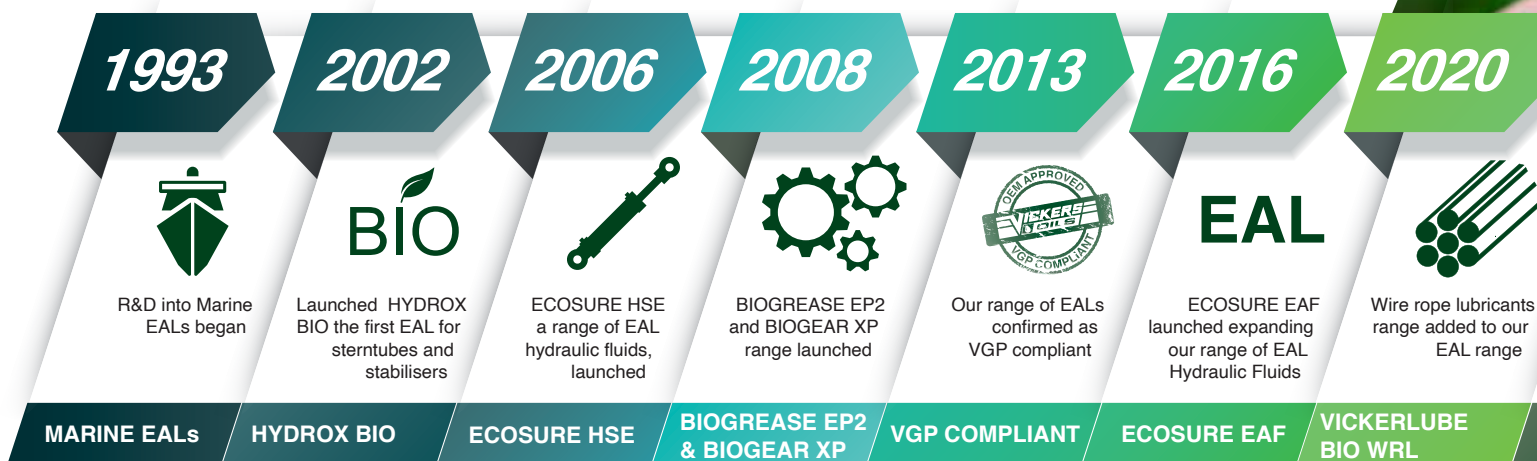 1993
2002
2006
2008
2013
2016
2020
BIO
OEM APPROVED
VICKERS
OILS
VGP COMPLIANT
EAL
R&D into Marine
EALs began
Launched HYDROX
BIO the first EAL for
sterntubes and
stabilisers
ECOSURE HSE
a range of EAL
hydraulic fluids,
launched
BIOGREASE EP2
and BIOGEAR XP
range launched
Our range of EALs
confirmed as
VGP compliant
ECOSURE EAF
launched expanding
our range of EAL
Hydraulic Fluids
Wire rope lubricants
range added to our
EAL range
MARINE EALs
HYDROX BIO
ECOSURE HSE
BIOGREASE EP2
& BIOGEAR XP
VGP COMPLIANT
ECOSURE EAF
VICKERLUBE
BIO WRL